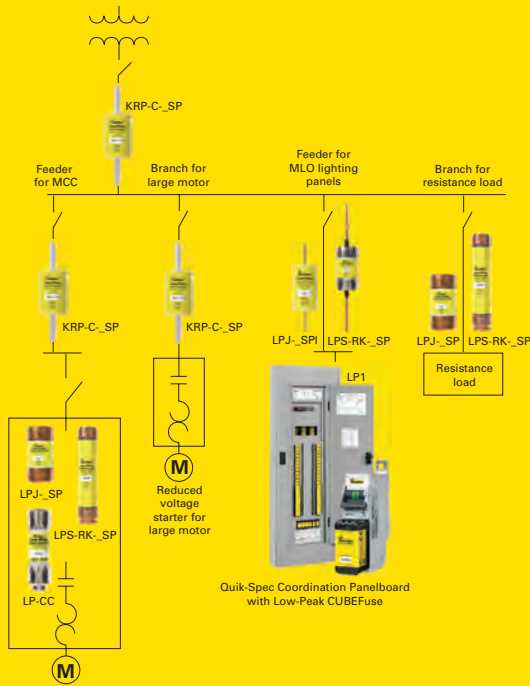 KRP-C-_SP
Feeder
for MCC
Branch for
large motor
Feeder for
MLO lighting
panels
Branch for
resistance load
KRP-C-_SP
KRP-C-_SP
LPJ-_SPI
LPS-RK-_SP
LPJ-_SP
LPS-RK-_SP
Resistance
load
LP1
M
Reduced
voltage
starter for
large motor
LPJ-_SP
LPS-RK-_SP
LP-CC
Quik-Spec Coordination Panelboard
with Low-Peak CUBEFuse
M